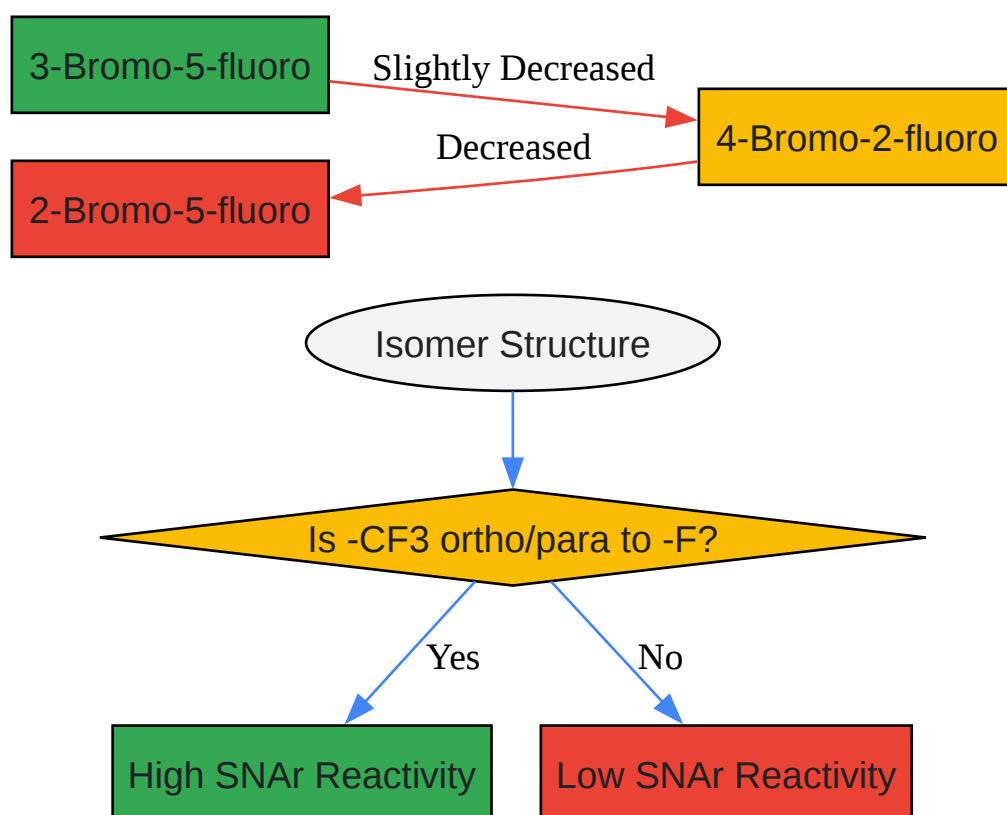 3-Bromo-5-fluoro
Slightly Decreased
4-Bromo-2-fluoro
Decreased
2-Bromo-5-fluoro
Isomer Structure
Is -CF3 ortho/para to -F?
Yes
No
High SNAr Reactivity
Low SNAr Reactivity